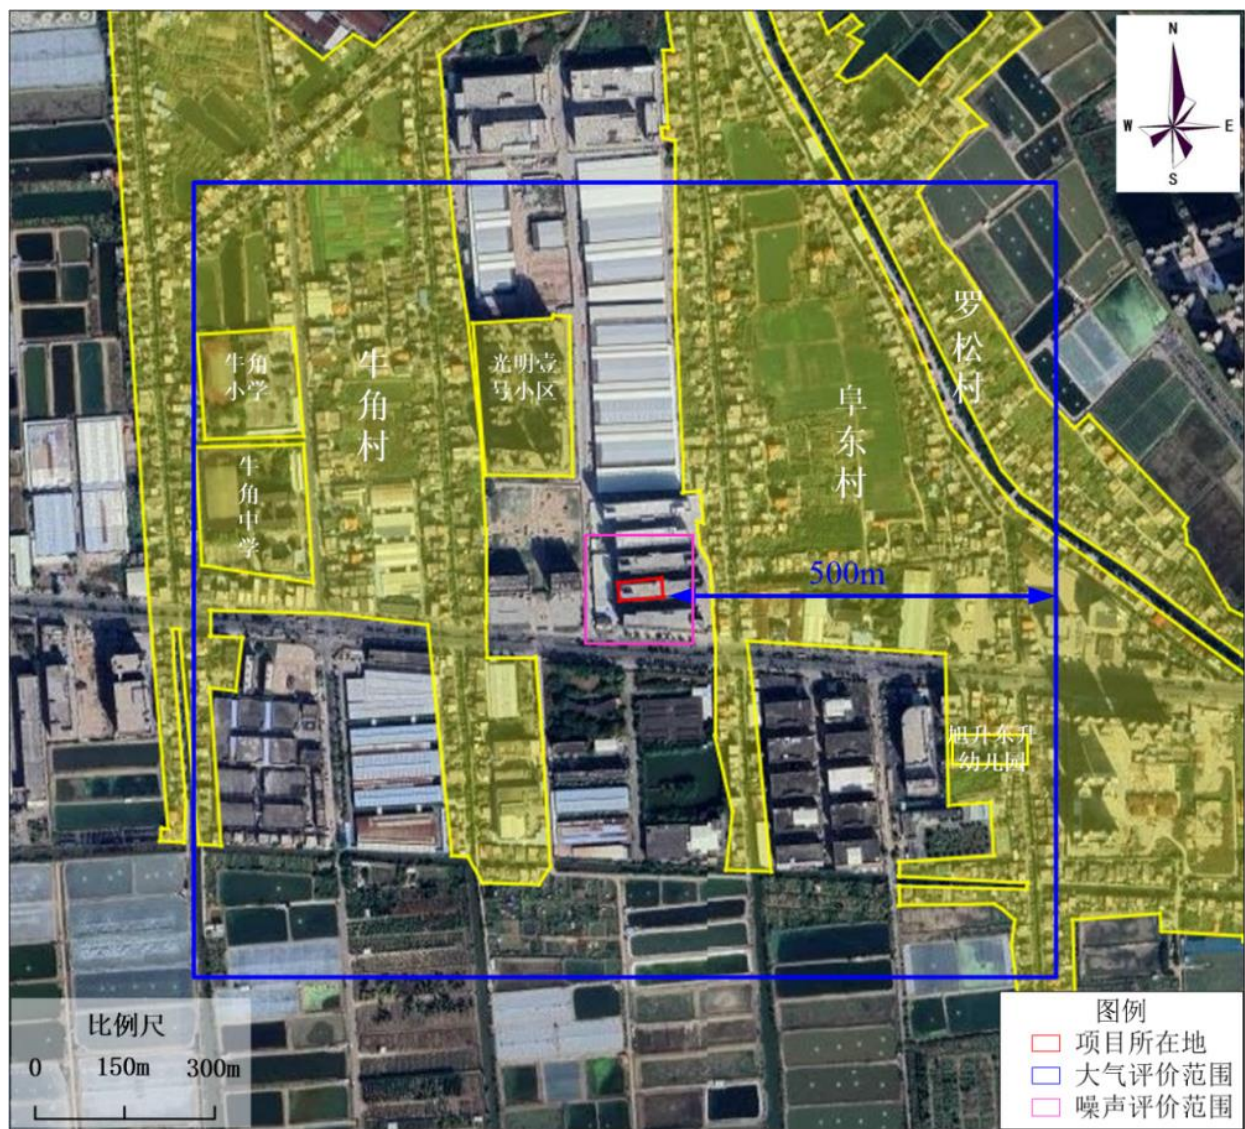 N
W E
S
罗
松
村
牛角
小学
牛
角
村
光明壹
号小区
阜
东
村
牛
角
中
学
500m
旭升东升
幼儿园
比例尺
0 150m 300m
图例
项目所在地
大气评价范围
噪声评价范围